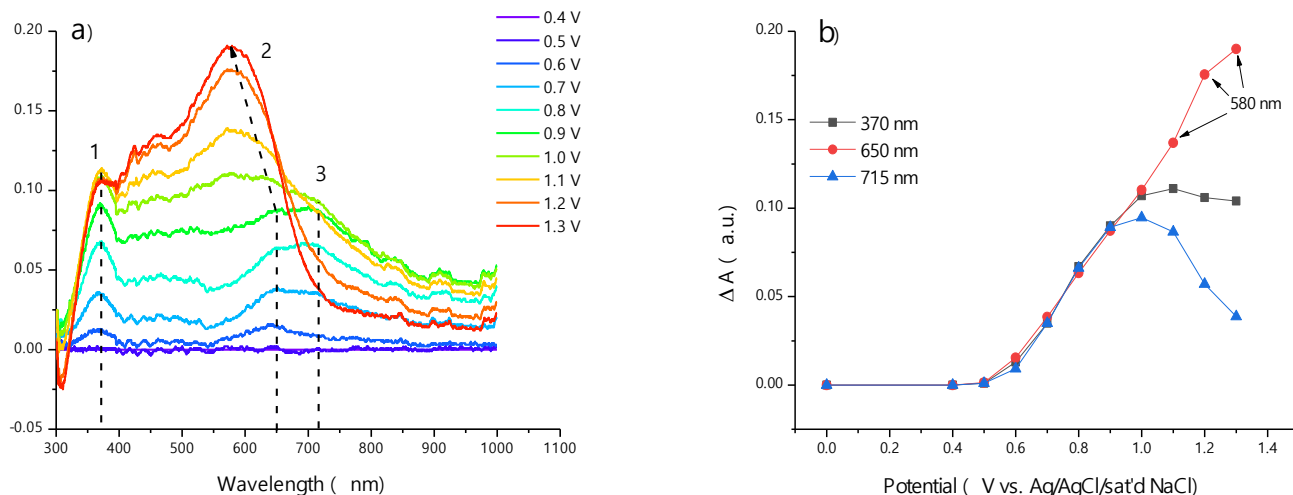 a)
0.20
0.15
0.10
0.05
0.00
-0.05
300 400 500 600 700 800 900 1000 1100
Wavelength ( nm)
1
2
3
0.4 V
0.5 V
0.6 V
0.7 V
0.8 V
0.9 V
1.0 V
1.1 V
1.2 V
1.3 V
b)
Δ A ( a.u.)
0.20
0.15
0.10
0.05
0.00
0.0 0.2 0.4 0.6 0.8 1.0 1.2 1.4
Potential ( V vs. Ag/AgCl/sat'd NaCl)
370 nm
650 nm
715 nm
580 nm